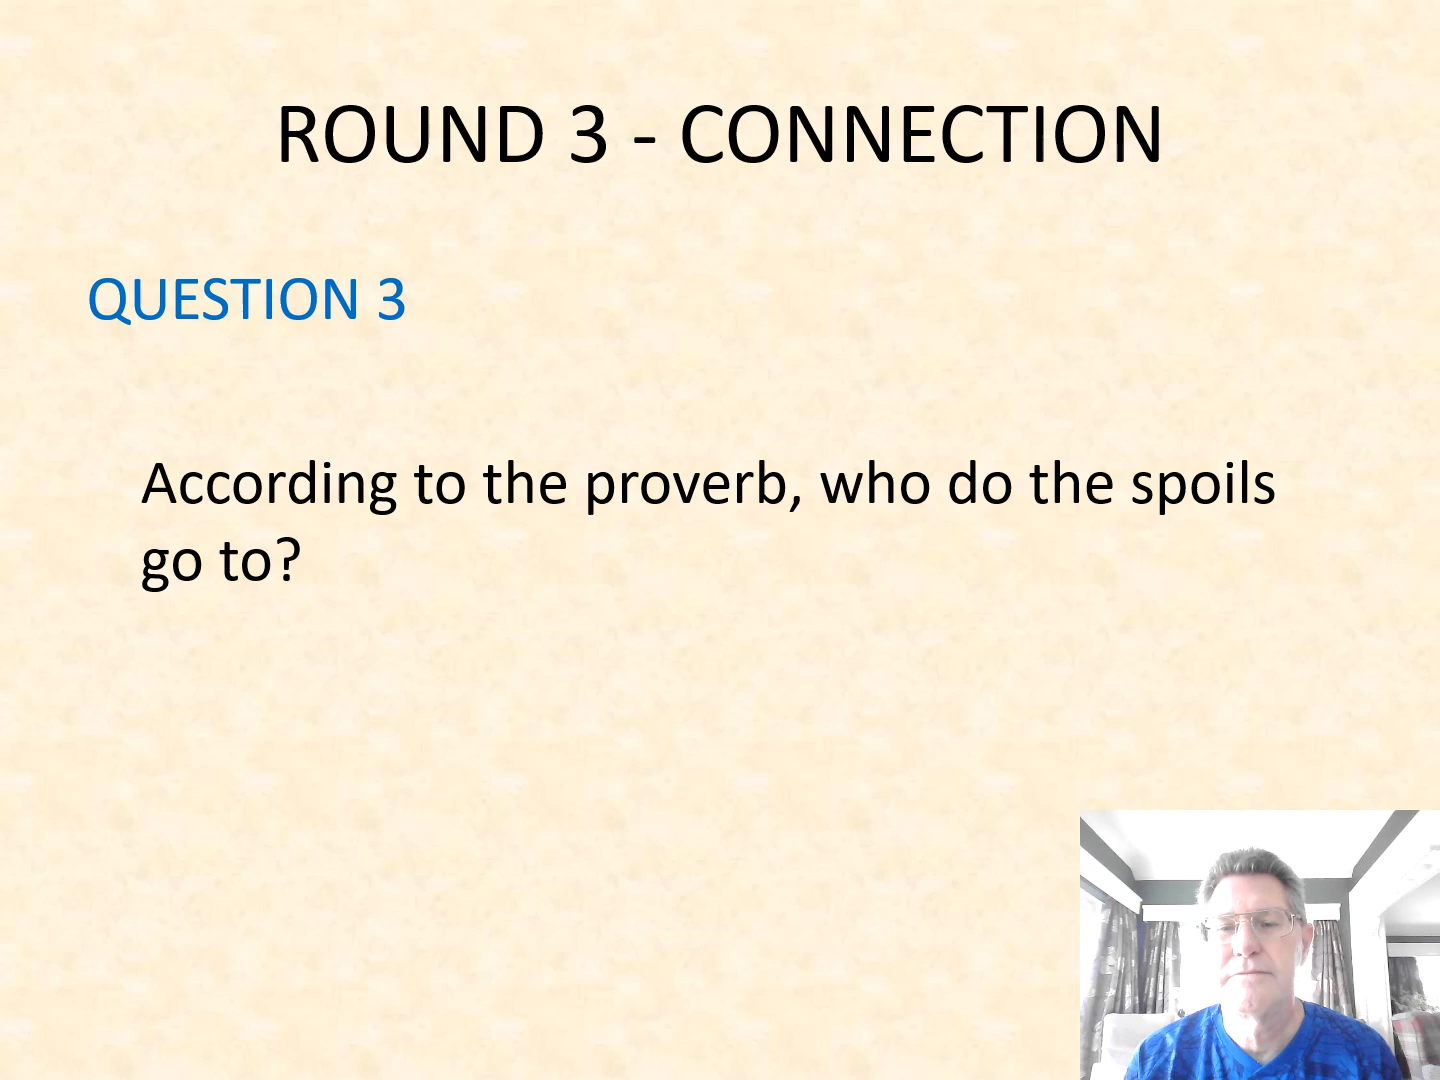 ROUND 3 - CONNECTION
QUESTION 3
According to the proverb, who do the spoils
go to?